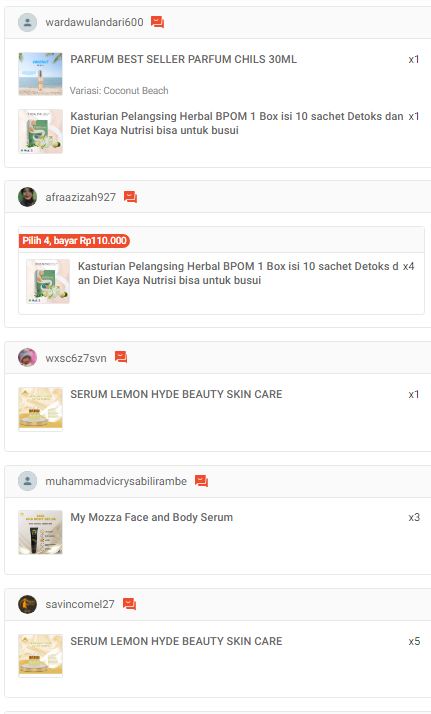 wardawulandari600
PARFUM BEST SELLER PARFUM CHILS 30ML x1
Variasi: Coconut Beach
Kasturian Pelangsing Herbal BPOM 1 Box isi 10 sachet Detoks dan x1
Diet Kaya Nutrisi bisa untuk busui
afraazizah927
Pilih 4, bayar Rp110.000
Kasturian Pelangsing Herbal BPOM 1 Box isi 10 sachet Detoks d x4
an Diet Kaya Nutrisi bisa untuk busui
wxsc6z7svn
SERUM LEMON HYDE BEAUTY SKIN CARE x1
muhammadvicrysabilirambe
My Mozza Face and Body Serum x3
savincomel27
SERUM LEMON HYDE BEAUTY SKIN CARE x5